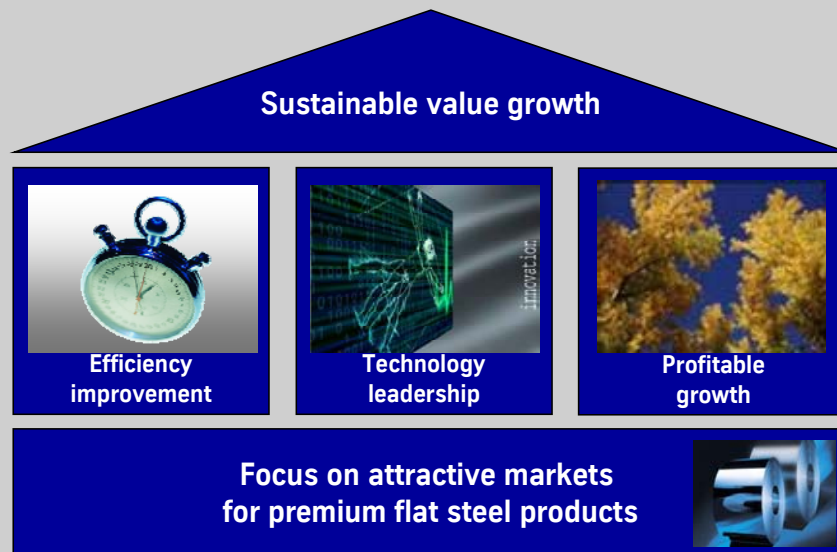 Sustainable value growth
innovation
Efficiency
improvement
Technology
leadership
Profitable
growth
Focus on attractive markets
for premium flat steel products